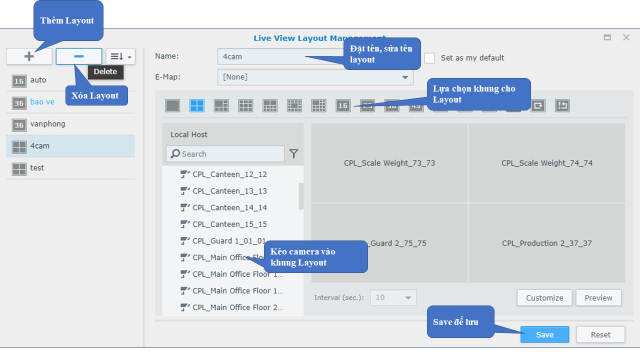 Thêm Layout
Live View Layout Management
Delete
Xóa Layout
16 auto
36 bao ve
36 vanphong
4cam
test
Name:
4cam
Đặt tên, sửa tên
layout
Set as my default
E-Map:
[None]
Lựa chọn khung cho
Layout
16
Local Host
Search
CPL_Canteen_12_12
CPL_Canteen_13_13
CPL_Canteen_14_14
CPL_Canteen_15_15
CPL_Guard 1_01_01
CPL_Main Office Floor
CPL_Main Office Floor 1...
CPL_Main Office Floor 1...
CPL_Main Office Floor 2...
Kéo camera vào
khung Layout
CPL_Scale Weight_73_73
CPL_Scale Weight_74_74
Guard 2_75_75
CPL_Production 2_37_37
Interval (sec.):
10
Customize
Preview
Save để lưu
Save
Reset